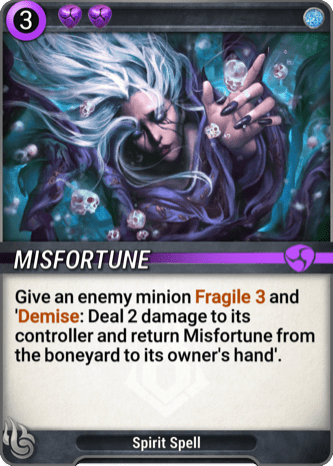 3
MISFORTUNE
Give an enemy minion Fragile 3 and
'Demise: Deal 2 damage to its
controller and return Misfortune from
the boneyard to its owner's hand'.
Spirit Spell